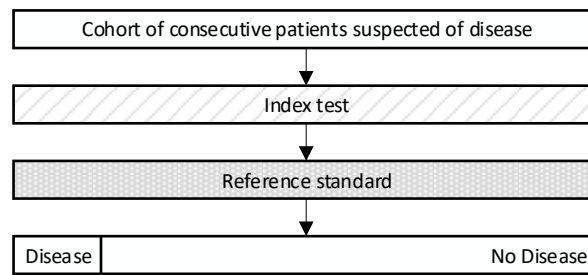 Cohort of consecutive patients suspected of disease
Index test
Reference standard
Disease No Disease